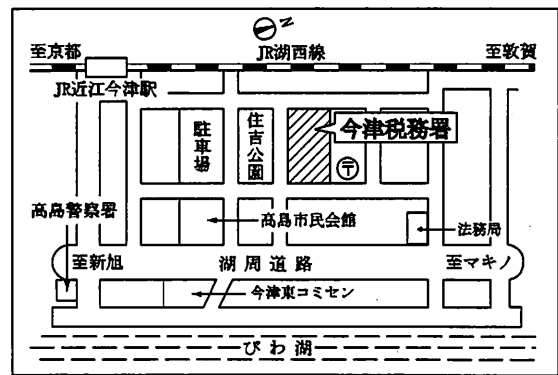 N
至京都
JR湖西線
至敦賀
JR近江今津駅
駐車場
住吉公園
今津税務署
〒
高島警察署
高島市民会館
法務局
至新旭
湖周道路
至マキノ
今津東コミセン
びわ湖